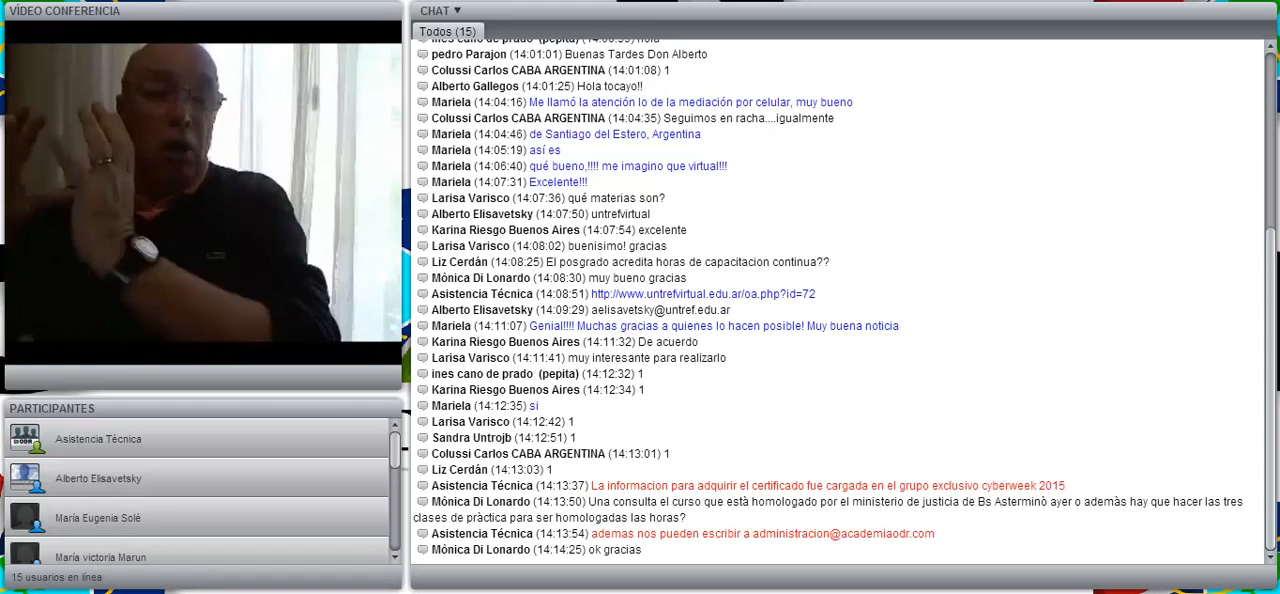 VÍDEO CONFERENCIA
CHAT
Todos (15)
pedro Parajon (14:01:01) Buenas Tardes Don Alberto
Colussi Carlos CABA ARGENTINA (14:01:08) 1
Alberto Gallegos (14:01:25) Hola tocayo!!
Mariela (14:04:16) Me llamó la atención lo de la mediación por celular, muy bueno
Colussi Carlos CABA ARGENTINA (14:04:35) Seguimos en racha....igualmente
Mariela (14:04:46) de Santiago del Estero, Argentina
Mariela (14:05:19) así es
Mariela (14:06:40) qué bueno,!!!! me imagino que virtual!!!
Mariela (14:07:31) Excelente!!!
Larisa Varisco (14:07:36) qué materias son?
Alberto Elisavetsky (14:07:50) untrefvirtual
Karina Riesgo Buenos Aires (14:07:54) excelente
Larisa Varisco (14:08:02) buenisimo! gracias
Liz Cerdán (14:08:25) El posgrado acredita horas de capacitacion continua??
Mònica Di Lonardo (14:08:30) muy bueno gracias
Asistencia Técnica (14:08:51) http://www.untrefvirtual.edu.ar/oa.php?id=72
Alberto Elisavetsky (14:09:29) aelisavetsky@untref.edu.ar
Mariela (14:11:07) Genial!!!! Muchas gracias a quienes lo hacen posible! Muy buena noticia
Karina Riesgo Buenos Aires (14:11:32) De acuerdo
Larisa Varisco (14:11:41) muy interesante para realizarlo
ines cano de prado (pepita) (14:12:32) 1
Karina Riesgo Buenos Aires (14:12:34) 1
Mariela (14:12:35) si
Larisa Varisco (14:12:42) 1
Sandra Untrojb (14:12:51) 1
Colussi Carlos CABA ARGENTINA (14:13:01) 1
Liz Cerdán (14:13:03) 1
Asistencia Técnica (14:13:37) La informacion para adquirir el certificado fue cargada en el grupo exclusivo cyberweek 2015
Mònica Di Lonardo (14:13:50) Una consulta el curso que està homologado por el ministerio de justicia de Bs Asterminò ayer o ademàs hay que hacer las tres
clases de pràctica para ser homologadas las horas?
Asistencia Técnica (14:13:54) ademas nos pueden escribir a administracion@academiaodr.com
Mònica Di Lonardo (14:14:25) ok gracias
PARTICIPANTES
Asistencia Técnica
Alberto Elisavetsky
María Eugenia Solé
María victoria Marun
15 usuarios en línea